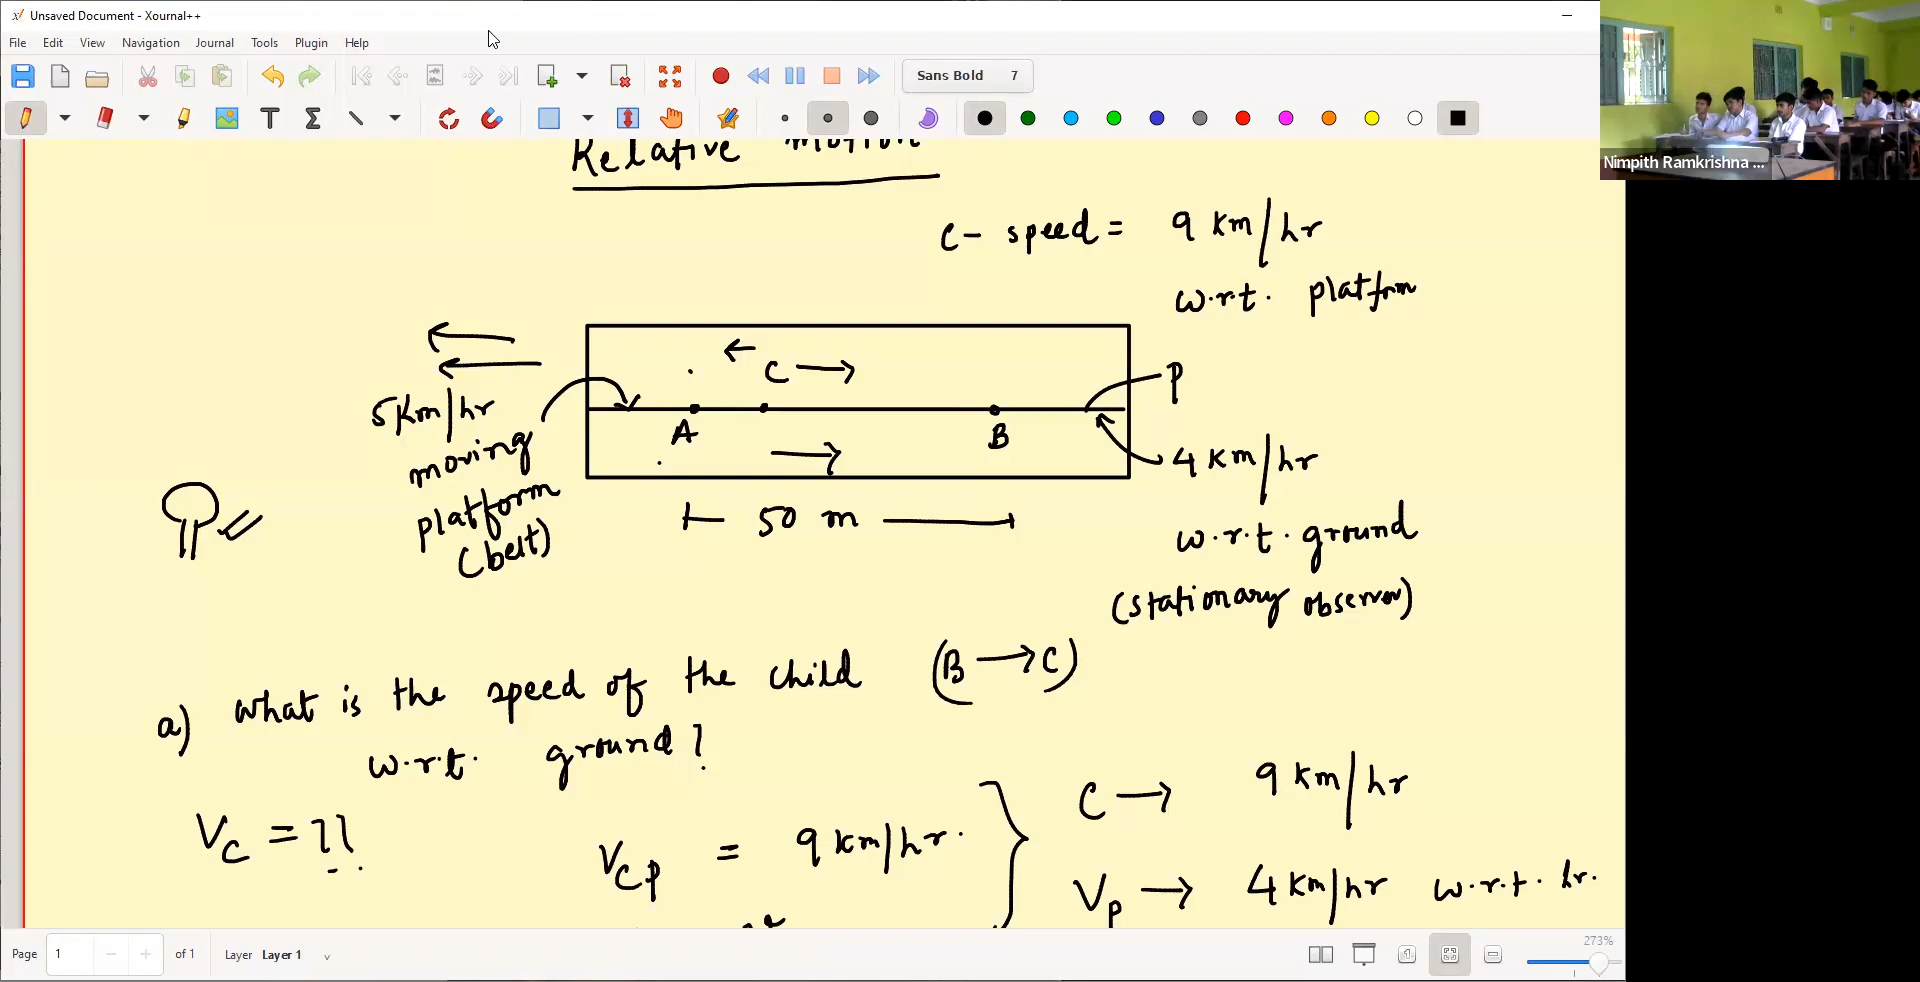 Unsaved Document - Xournal++
File Edit View Navigation Journal Tools Plugin Help
Sans Bold 7
Nimpith Ramkrishna ...
Relative motion
C - speed = 9 km/hr
w.r.t. platfrm
C
P
5 Km/hr
A B
4 km/hr
moving
platform
(belt)
50 m
w.r.t. ground
(stationary observer)
a) What is the speed of the child (B → C)
w.r.t. ground?
Vc = ??
Vcp = 9 km/hr.
C → 9 km/hr
Vp → 4 km/hr w.r.t. hr.
Page 1 of 1 Layer Layer 1
273%